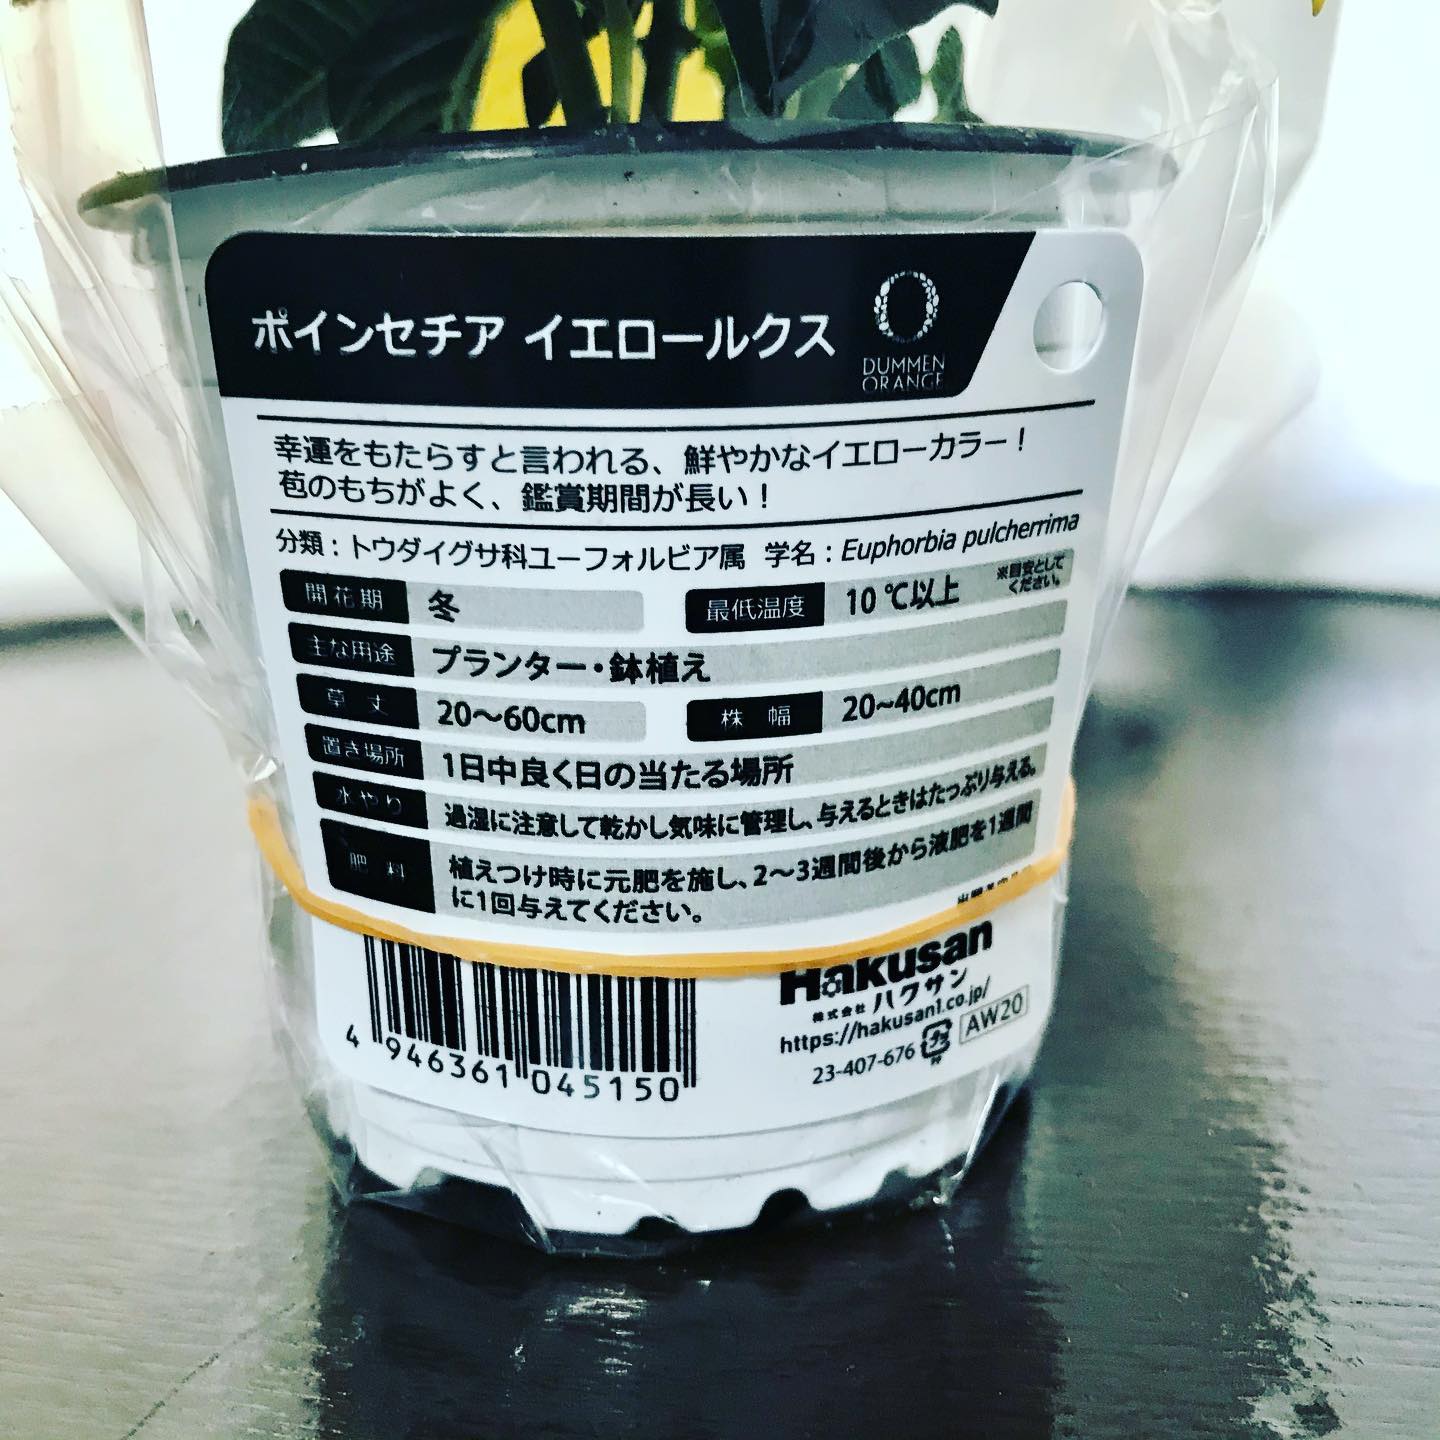 ポインセチア イエロールクス
DUMMEN
ORANGE
幸運をもたらすと言われる、鮮やかなイエローカラー！
苞のもちがよく、鑑賞期間が長い！
分類：トウダイグサ科ユーフォルビア属 学名：Euphorbia pulcherrima
開花期 冬 最低温度 10℃以上 ※目安として
ください。
主な用途 プランター・鉢植え
草丈 20〜60cm 株幅 20~40cm
置き場所 1日中良く日の当たる場所
水やり 過湿に注意して乾かし気味に管理し、与えるときはたっぷり与える。
肥料 植えつけ時に元肥を施し、2〜3週間後から液肥を1週間
に1回与えてください。
Hakusan
株式会社 ハクサン
https://hakusan1.co.jp/
23-407-676 プラ PP AW20
4 946361 045150